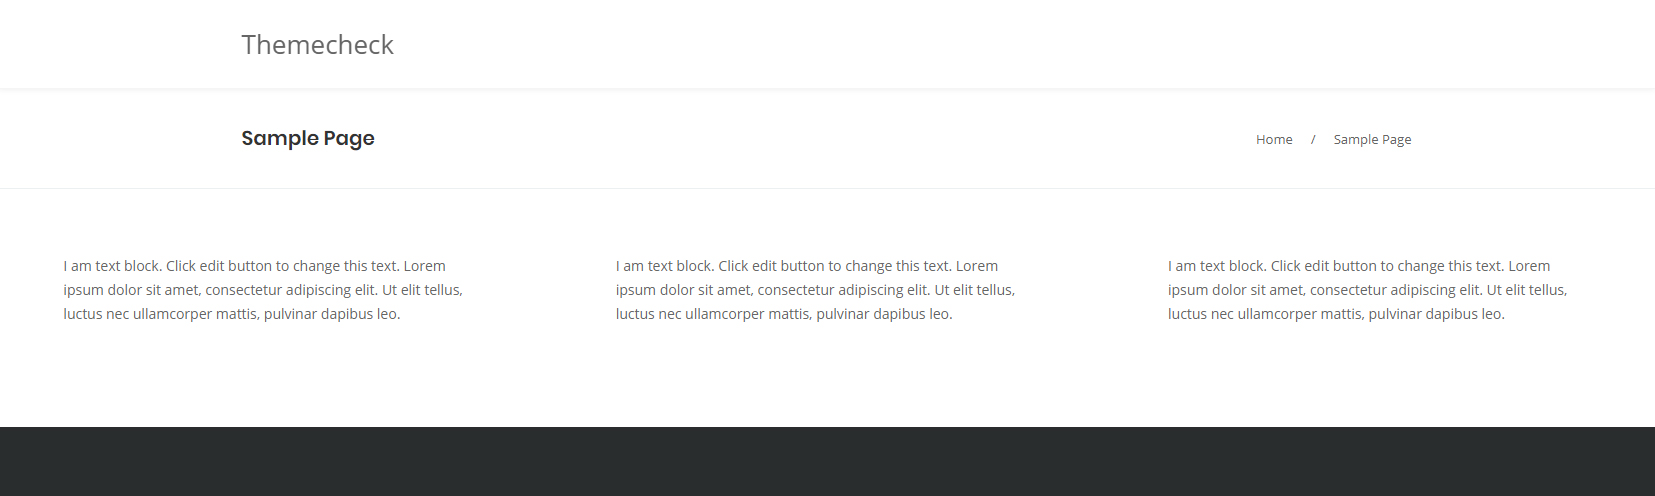 Themecheck
Sample Page
Home / Sample Page
I am text block. Click edit button to change this text. Lorem
ipsum dolor sit amet, consectetur adipiscing elit. Ut elit tellus,
luctus nec ullamcorper mattis, pulvinar dapibus leo.
I am text block. Click edit button to change this text. Lorem
ipsum dolor sit amet, consectetur adipiscing elit. Ut elit tellus,
luctus nec ullamcorper mattis, pulvinar dapibus leo.
I am text block. Click edit button to change this text. Lorem
ipsum dolor sit amet, consectetur adipiscing elit. Ut elit tellus,
luctus nec ullamcorper mattis, pulvinar dapibus leo.